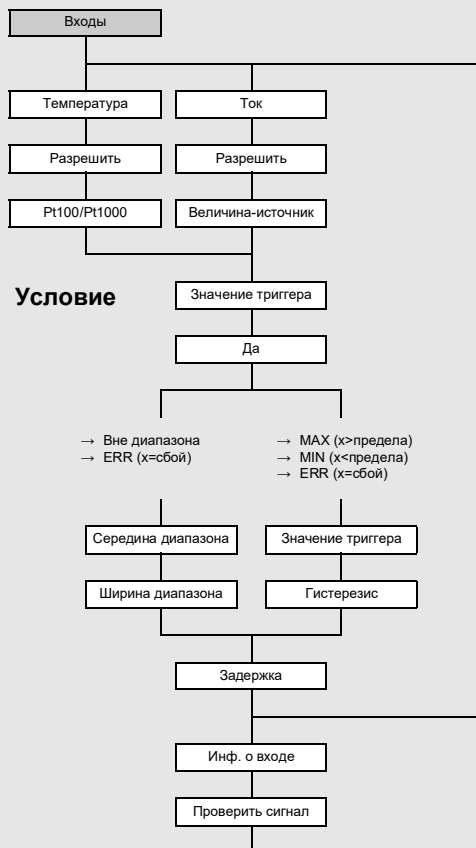 Входы
Температура
Ток
Разрешить
Разрешить
Pt100/Pt1000
Величина-источник
Условие
Значение триггера
Да
→ Вне диапазона
→ ERR (x=сбой)
→ MAX (x>предела)
→ MIN (x<предела)
→ ERR (x=сбой)
Середина диапазона
Значение триггера
Ширина диапазона
Гистерезис
Задержка
Инф. о входе
Проверить сигнал